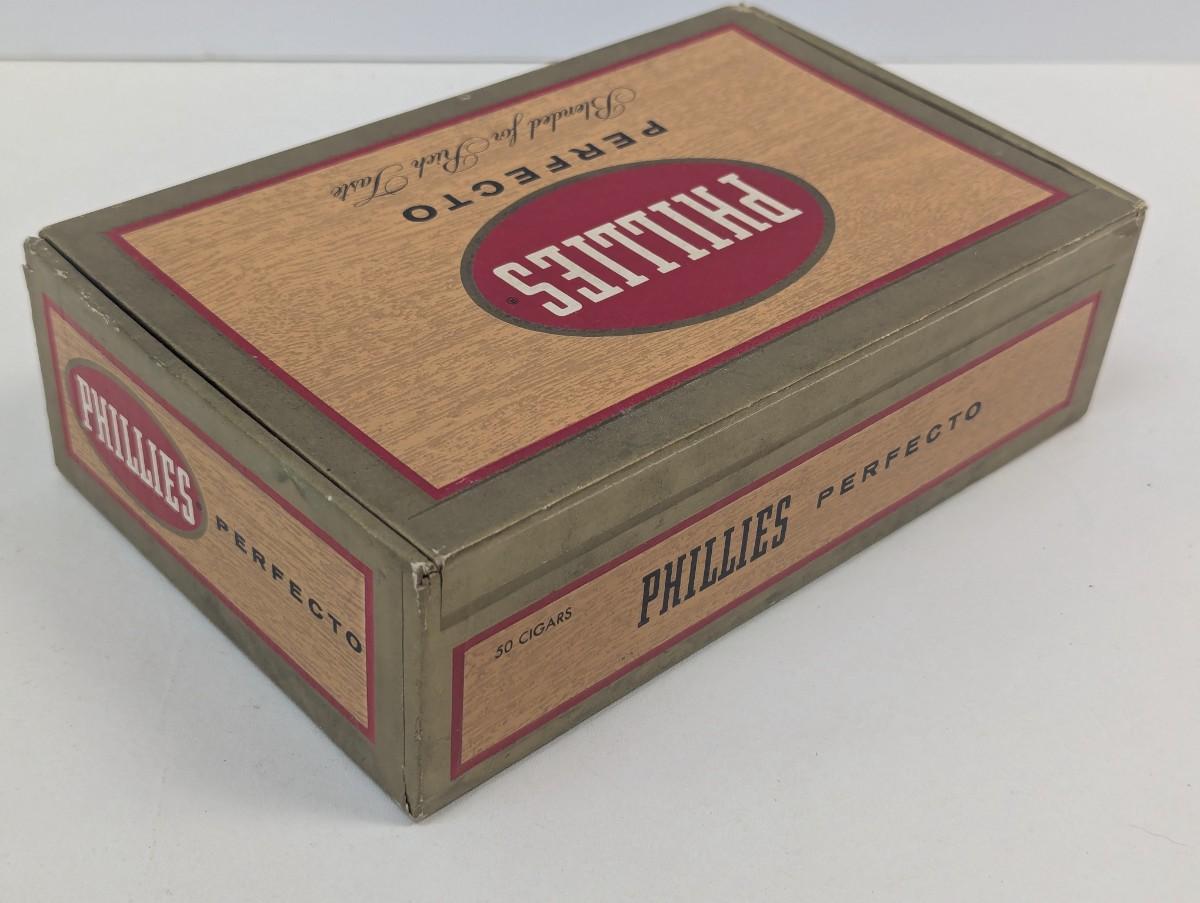 PHILLIES®
PERFECTO
Blended for Rich Taste
PHILLIES
PERFECTO
50 CIGARS
PHILLIES PERFECTO